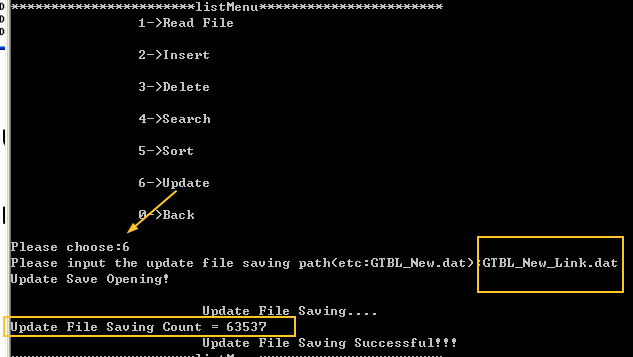 ***********************listMenu***********************
1->Read File
2->Insert
3->Delete
4->Search
5->Sort
6->Update
0->Back
Please choose:6
Please input the update file saving path(etc:GTBL_New.dat):GTBL_New_Link.dat
Update Save Opening!
Update File Saving....
Update File Saving Count = 63537
Update File Saving Successful!!!